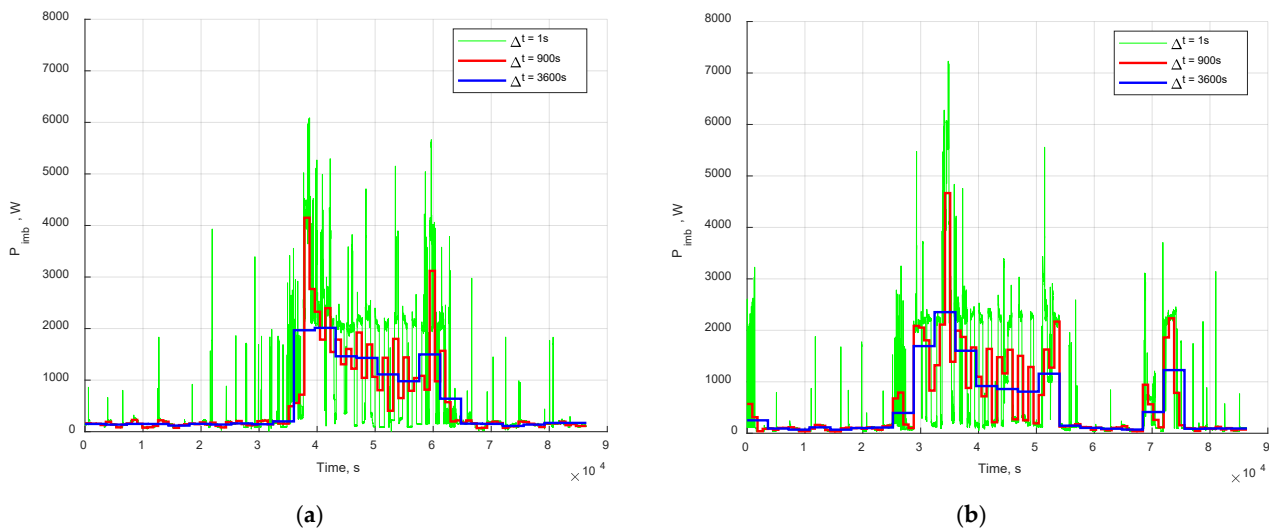 8000
7000
6000
5000
4000
3000
2000
1000
0
P imb , W
0 1 2 3 4 5 6 7 8 9
Time, s
×10 4
Δt = 1s
Δt = 900s
Δt = 3600s
(a)
8000
7000
6000
5000
4000
3000
2000
1000
0
P imb , W
0 1 2 3 4 5 6 7 8 9
Time, s
×10 4
Δt = 1s
Δt = 900s
Δt = 3600s
(b)